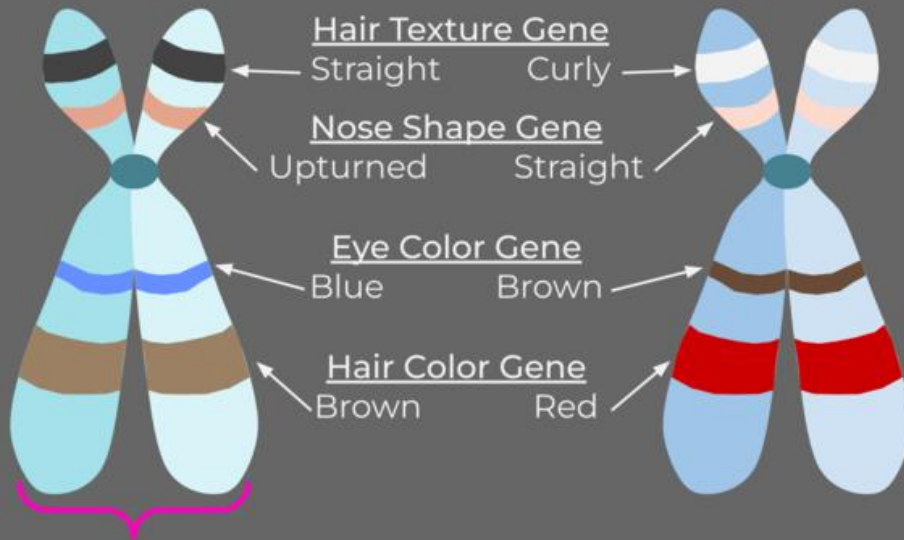 Hair Texture Gene
Straight Curly
Nose Shape Gene
Upturned Straight
Eye Color Gene
Blue Brown
Hair Color Gene
Brown Red